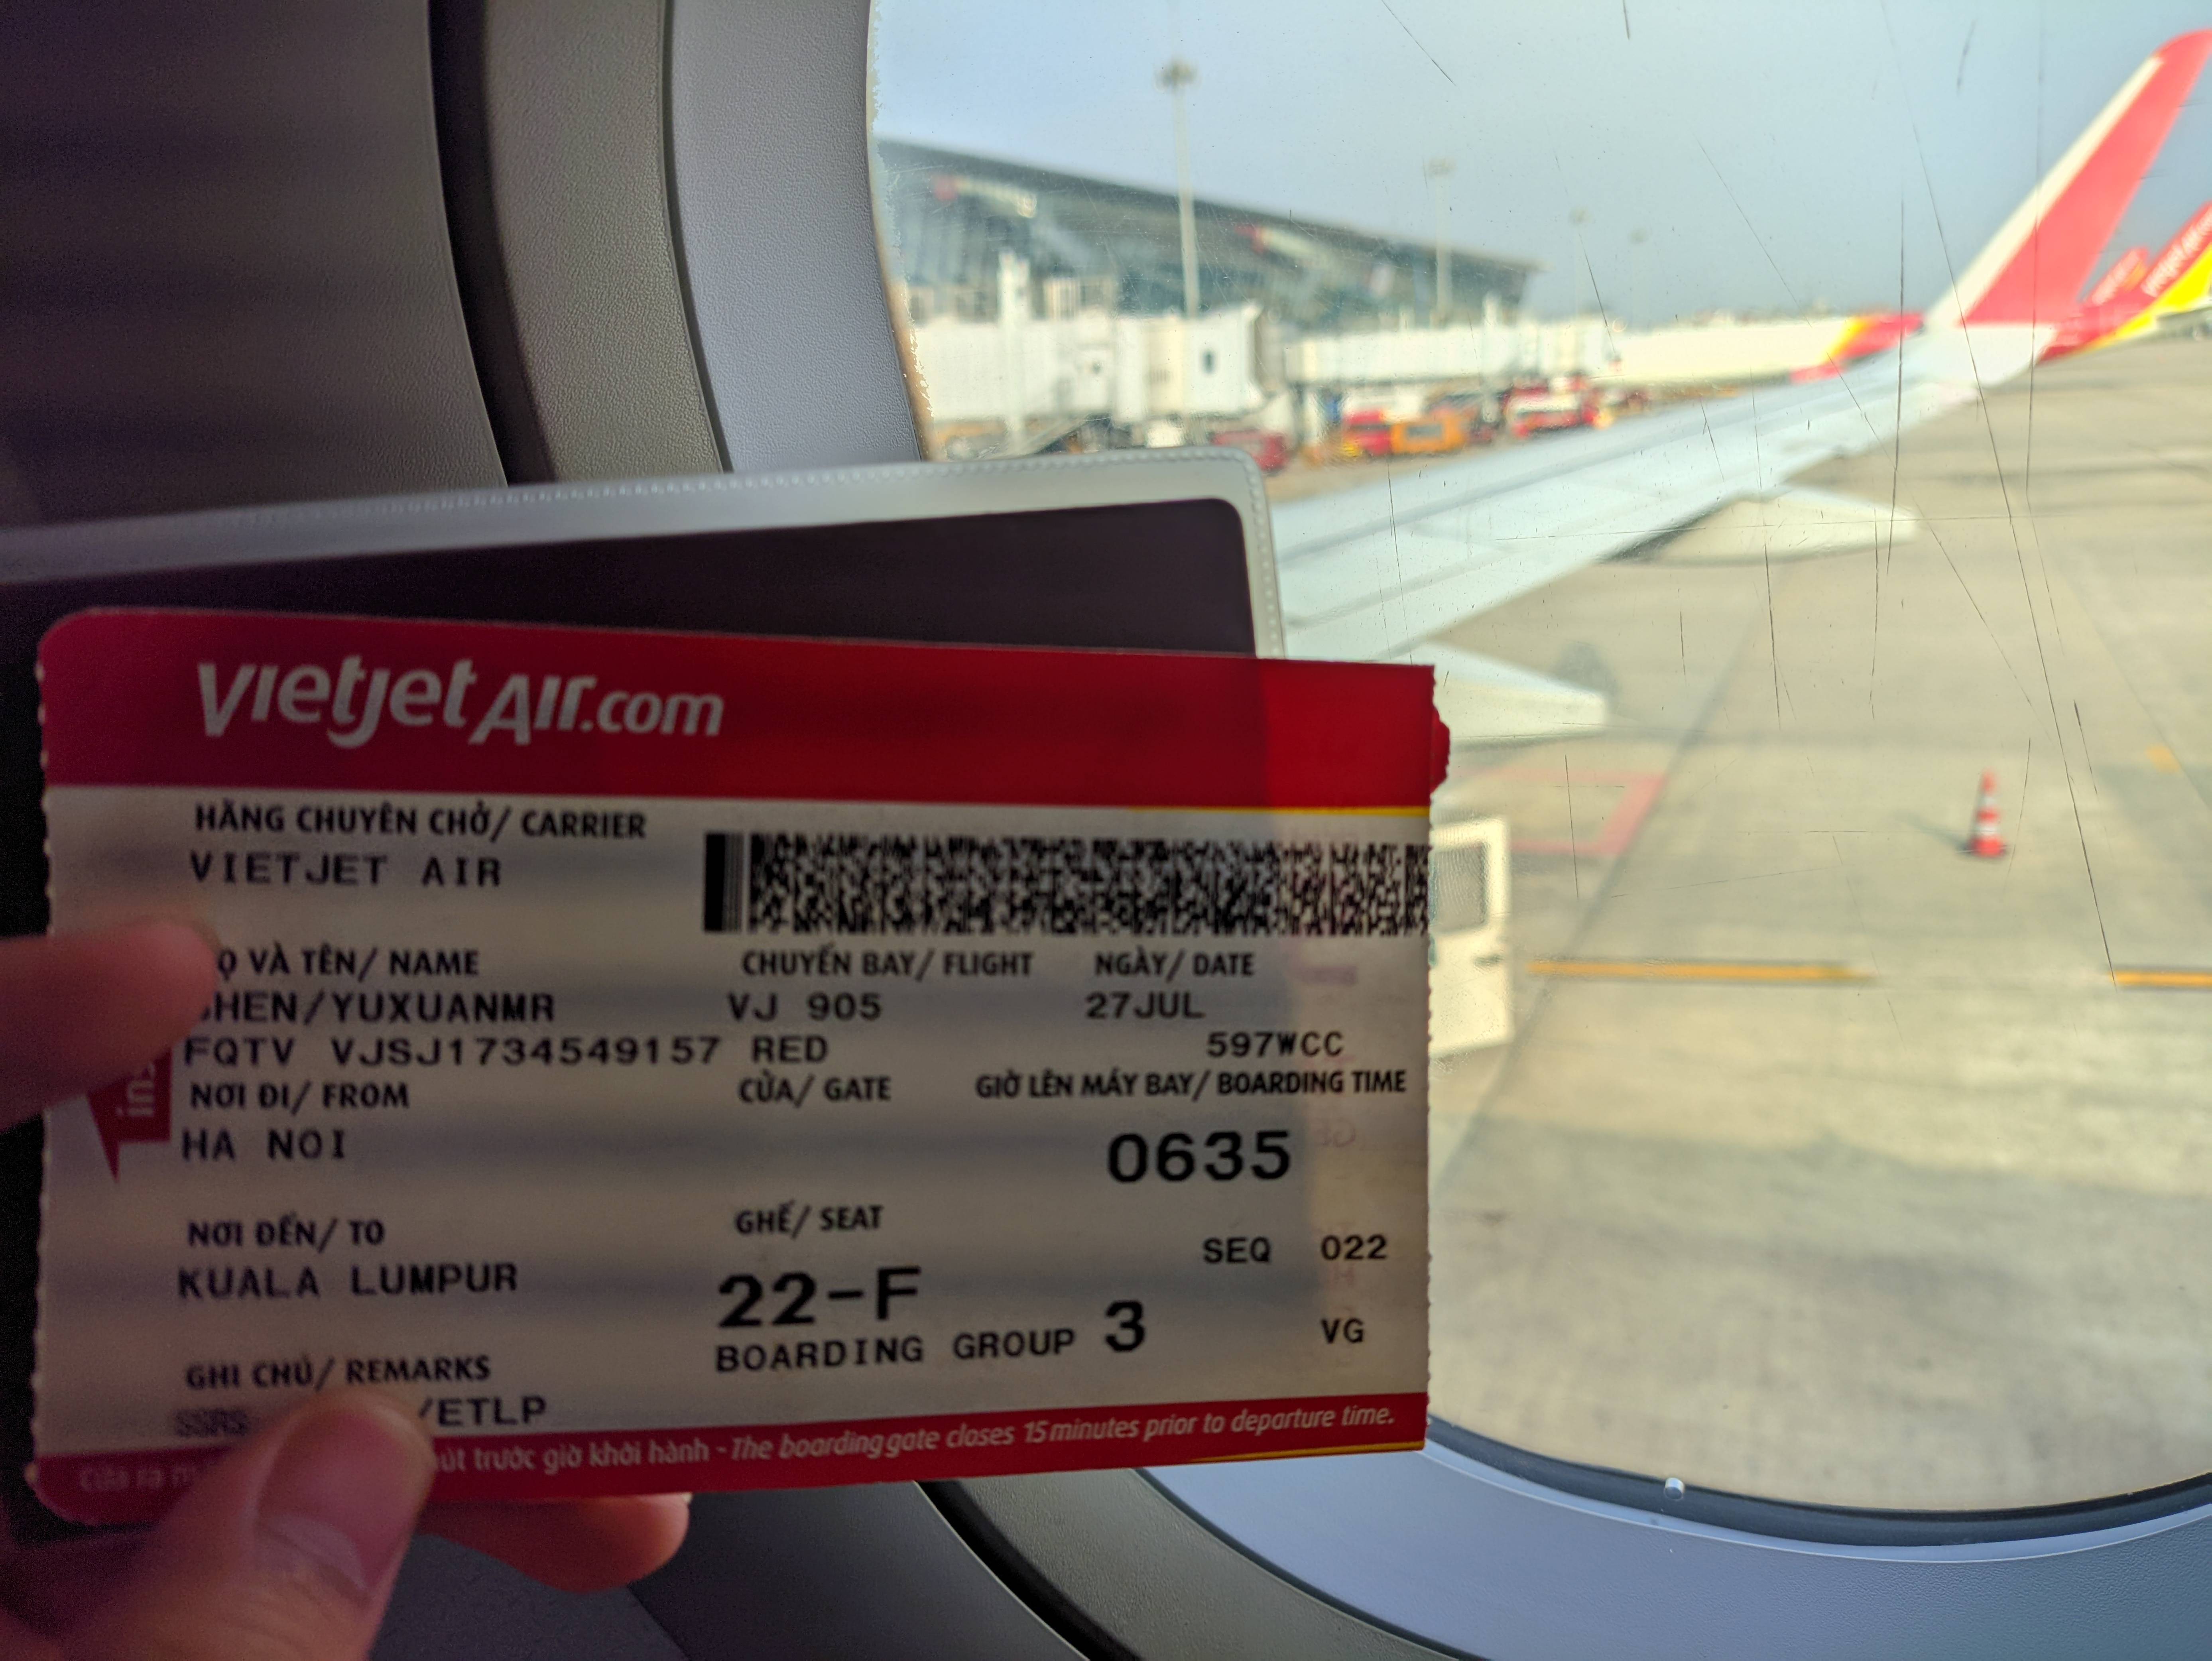 vietjetAir.com
HÃNG CHUYÊN CHỞ/ CARRIER
VIETJET AIR
VÀ TÊN/ NAME
CHUYẾN BAY/ FLIGHT
NGÀY/ DATE
HEN/YUXUANMR
VJ 905
27JUL
FQTV VJSJ1734549157 RED
597WCC
NƠI ĐI/ FROM
CỬA/ GATE
GIỜ LÊN MÁY BAY/ BOARDING TIME
HA NOI
0635
NƠI ĐẾN/ TO
GHẾ/ SEAT
SEQ 022
KUALA LUMPUR
22-F
BOARDING GROUP 3
VG
GHI CHÚ/ REMARKS
/ETLP
trước giờ khởi hành - The boarding gate closes 15 minutes prior to departure time.